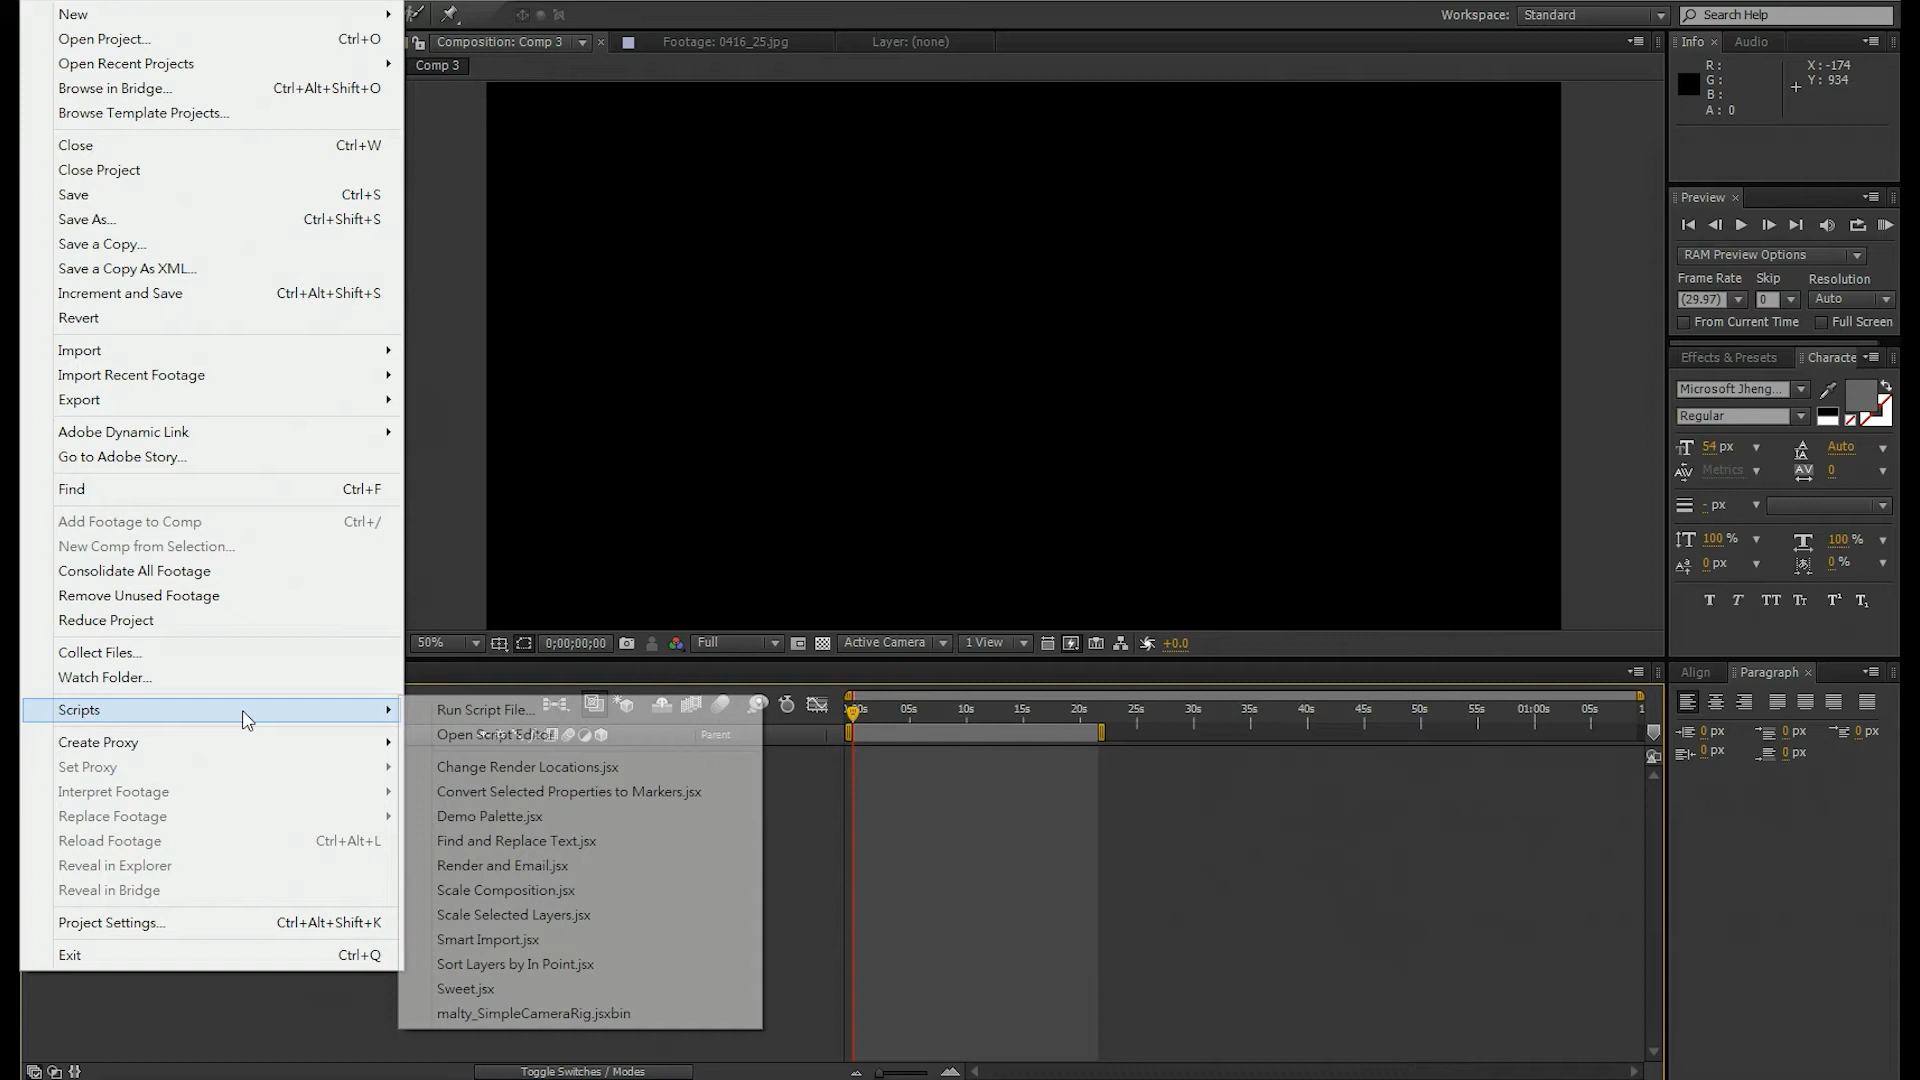 New
Open Project... Ctrl+O
Open Recent Projects
Browse in Bridge... Ctrl+Alt+Shift+O
Browse Template Projects...
Close Ctrl+W
Close Project
Save Ctrl+S
Save As... Ctrl+Shift+S
Save a Copy...
Save a Copy As XML...
Increment and Save Ctrl+Alt+Shift+S
Revert
Import
Import Recent Footage
Export
Adobe Dynamic Link
Go to Adobe Story...
Find Ctrl+F
Add Footage to Comp Ctrl+/
New Comp from Selection...
Consolidate All Footage
Remove Unused Footage
Reduce Project
Collect Files...
Watch Folder...
Scripts
Create Proxy
Set Proxy
Interpret Footage
Replace Footage
Reload Footage Ctrl+Alt+L
Reveal in Explorer
Reveal in Bridge
Project Settings... Ctrl+Alt+Shift+K
Exit Ctrl+Q
Run Script File...
Open Script Editor
Change Render Locations.jsx
Convert Selected Properties to Markers.jsx
Demo Palette.jsx
Find and Replace Text.jsx
Render and Email.jsx
Scale Composition.jsx
Scale Selected Layers.jsx
Smart Import.jsx
Sort Layers by In Point.jsx
Sweet.jsx
malty_SimpleCameraRig.jsxbin
Parent
Toggle Switches / Modes
Workspace: Standard Search Help
Composition: Comp 3 Footage: 0416_25.jpg Layer: (none)
Comp 3
50% 0;00;00;00 Full Active Camera 1 View +0.0
05s 10s 15s 20s 25s 35s 40s 45s 50s 55s 01:00s 05s 1
Info Audio
R: X: -174
G: Y: 934
B:
A: 0
Preview
RAM Preview Options
Frame Rate Skip Resolution
(29.97) 0 Auto
From Current Time Full Screen
Effects & Presets Characte
Microsoft Jheng...
Regular
54 px Auto
Metrics 0
- px
100 % 100 %
0 px 0 %
T T TT Tt T¹ T₁
Align Paragraph
0 px 0 px 0 px
0 px 0 px